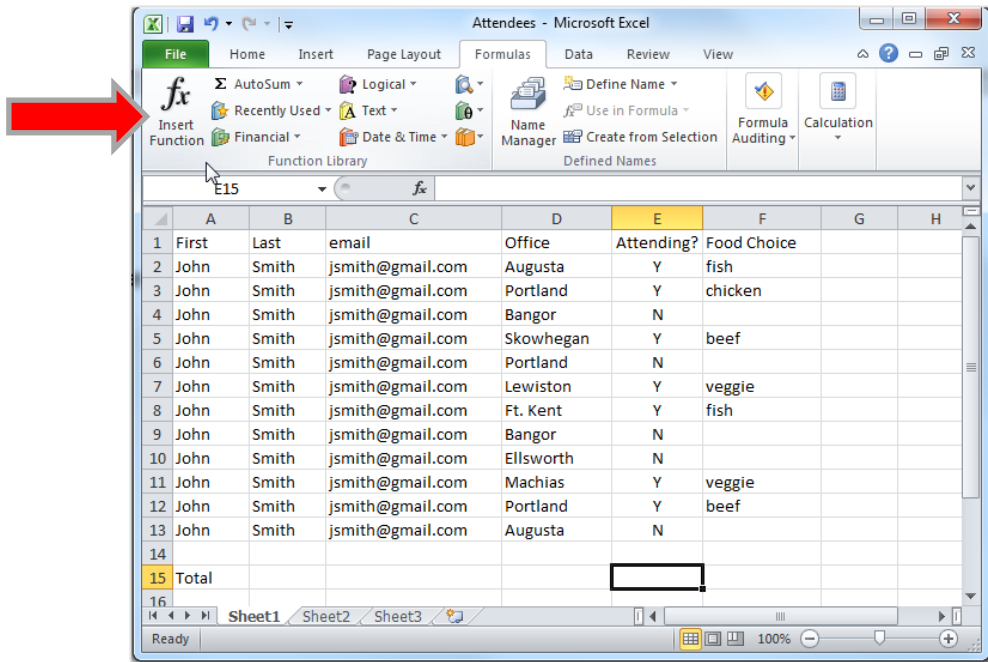 Attendees - Microsoft Excel
File Home Insert Page Layout Formulas Data Review View
fx Insert Function
Σ AutoSum
Recently Used
Financial
Logical
Text
Date & Time
θ
Function Library
Name Manager
Define Name
fx Use in Formula
Create from Selection
Defined Names
Formula Auditing
Calculation
E15 fx
A B C D E F G H
1 First Last email Office Attending? Food Choice
2 John Smith jsmith@gmail.com Augusta Y fish
3 John Smith jsmith@gmail.com Portland Y chicken
4 John Smith jsmith@gmail.com Bangor N
5 John Smith jsmith@gmail.com Skowhegan Y beef
6 John Smith jsmith@gmail.com Portland N
7 John Smith jsmith@gmail.com Lewiston Y veggie
8 John Smith jsmith@gmail.com Ft. Kent Y fish
9 John Smith jsmith@gmail.com Bangor N
10 John Smith jsmith@gmail.com Ellsworth N
11 John Smith jsmith@gmail.com Machias Y veggie
12 John Smith jsmith@gmail.com Portland Y beef
13 John Smith jsmith@gmail.com Augusta N
14
15 Total
16
Sheet1 Sheet2 Sheet3
Ready 100%